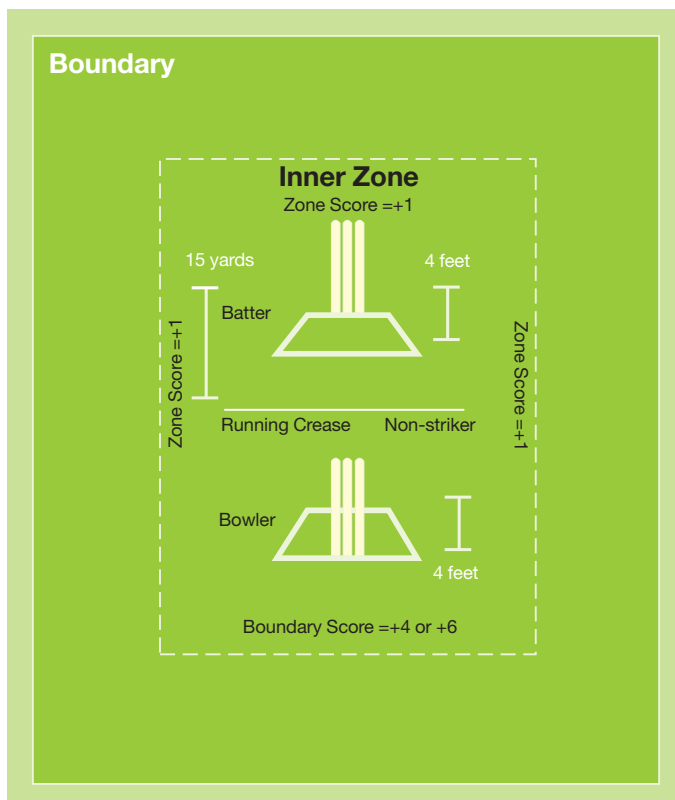 Boundary
Inner Zone
Zone Score =+1
15 yards
4 feet
Batter
Zone Score =+1
Zone Score =+1
Running Crease
Non-striker
Bowler
4 feet
Boundary Score =+4 or +6